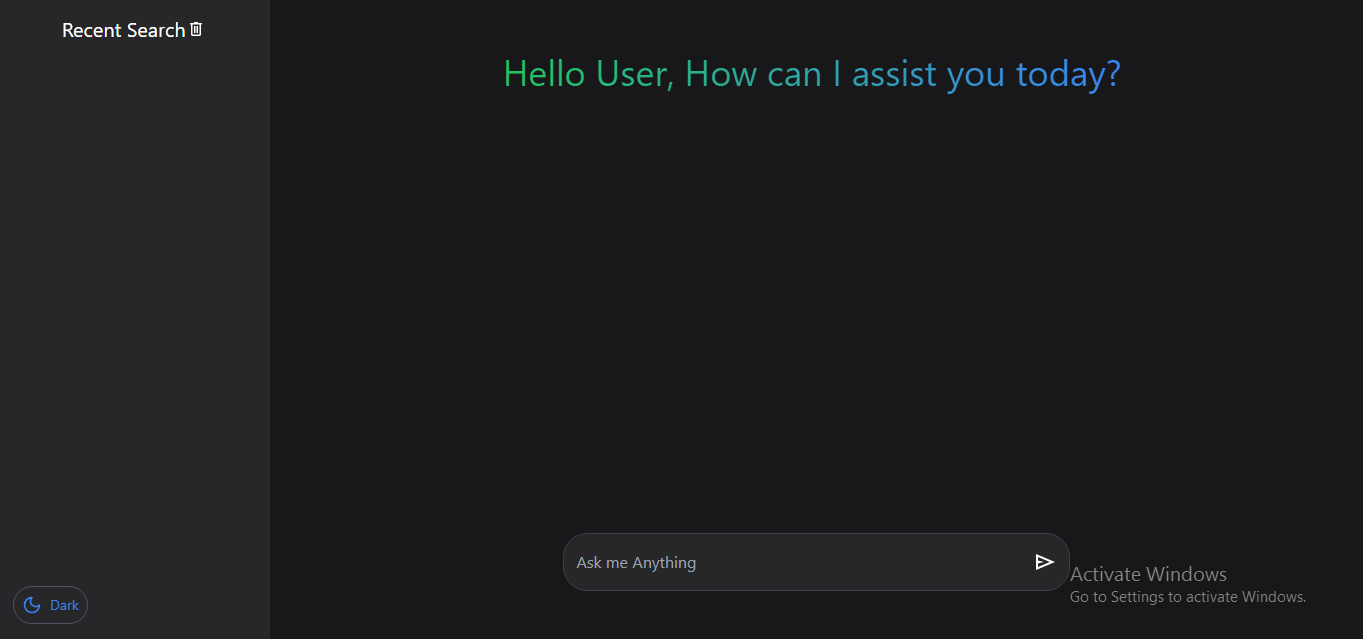 Recent Search
Hello User, How can I assist you today?
Ask me Anything
Activate Windows
Go to Settings to activate Windows.
Dark